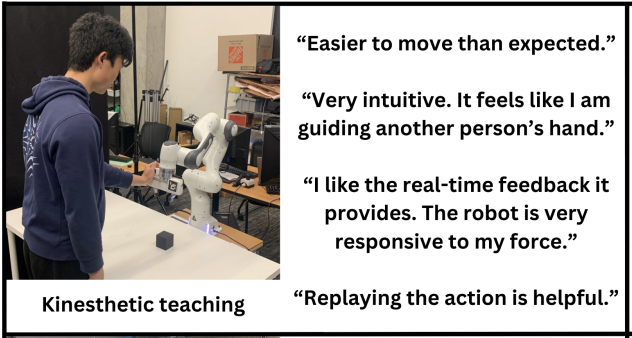 “Easier to move than expected.”
“Very intuitive. It feels like I am
guiding another person’s hand.”
“I like the real-time feedback it
provides. The robot is very
responsive to my force.”
“Replaying the action is helpful.”
Kinesthetic teaching